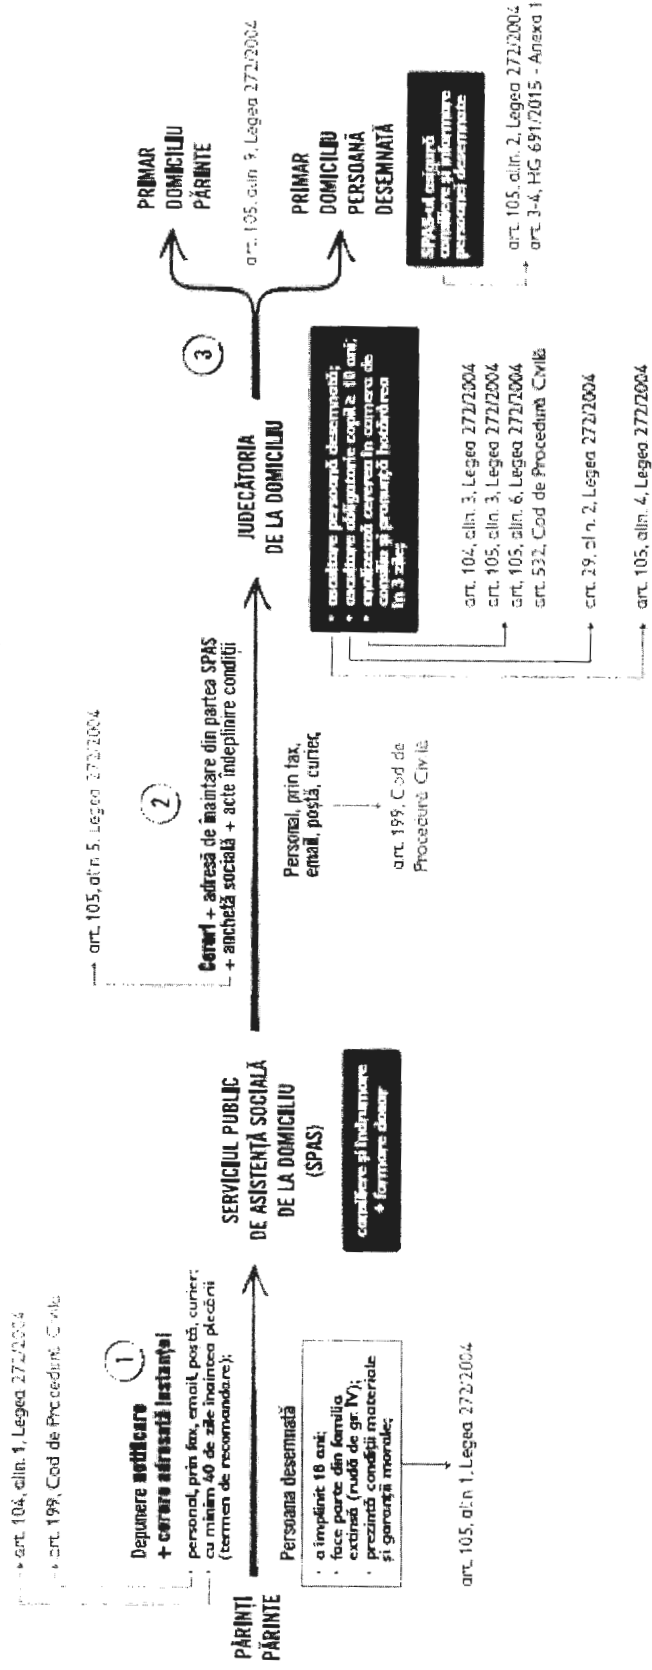 art. 104, alin. 1, Legea 272/2004
art. 199, Cod de Procedură Civilă
1
Depunere notificare
+ cerere adresată instanței
• personal, prin fax, email, poștă, curier;
• cu minim 40 de zile înaintea plecării
(termen de recomandare);
PĂRINȚI
PĂRINTE
Persoana desemnată
• a împlinit 18 ani;
• face parte din familia
extinsă (rudă de gr. IV);
• prezintă condiții materiale
și garanții morale;
art. 105, alin 1, Legea 272/2004
SERVICIUL PUBLIC
DE ASISTENȚĂ SOCIALĂ
DE LA DOMICILIU
(SPAS)
consiliere și îndrumare
+ formare dosar
art. 105, alin 5, Legea 272/2004
2
Cereri + adresă de înaintare din partea SPAS
+ anchetă socială + acte îndeplinire condiții
Personal, prin fax,
email, poștă, curier,
art. 199, Cod de
Procedură Civilă
JUDECĂTORIA
DE LA DOMICILIU
• ascultare persoană desemnată;
• ascultare obligatorie copil ≥ 10 ani;
• analizează cererea în camera de
consiliu și pronunță hotărârea
în 3 zile;
art. 104, alin. 3, Legea 272/2004
art. 105, alin. 3, Legea 272/2004
art. 105, alin. 6, Legea 272/2004
art. 532, Cod de Procedură Civilă
art. 29, alin. 2, Legea 272/2004
art. 105, alin. 4, Legea 272/2004
3
PRIMAR
DOMICILIU
PĂRINTE
art. 105, alin. 9, Legea 272/2004
PRIMAR
DOMICILIU
PERSOANĂ
DESEMNATĂ
SPAS-ul asigură
consiliere și informare
persoanei desemnate
art. 105, alin. 2, Legea 272/2004
art. 3-4, HG 691/2015 - Anexa 1